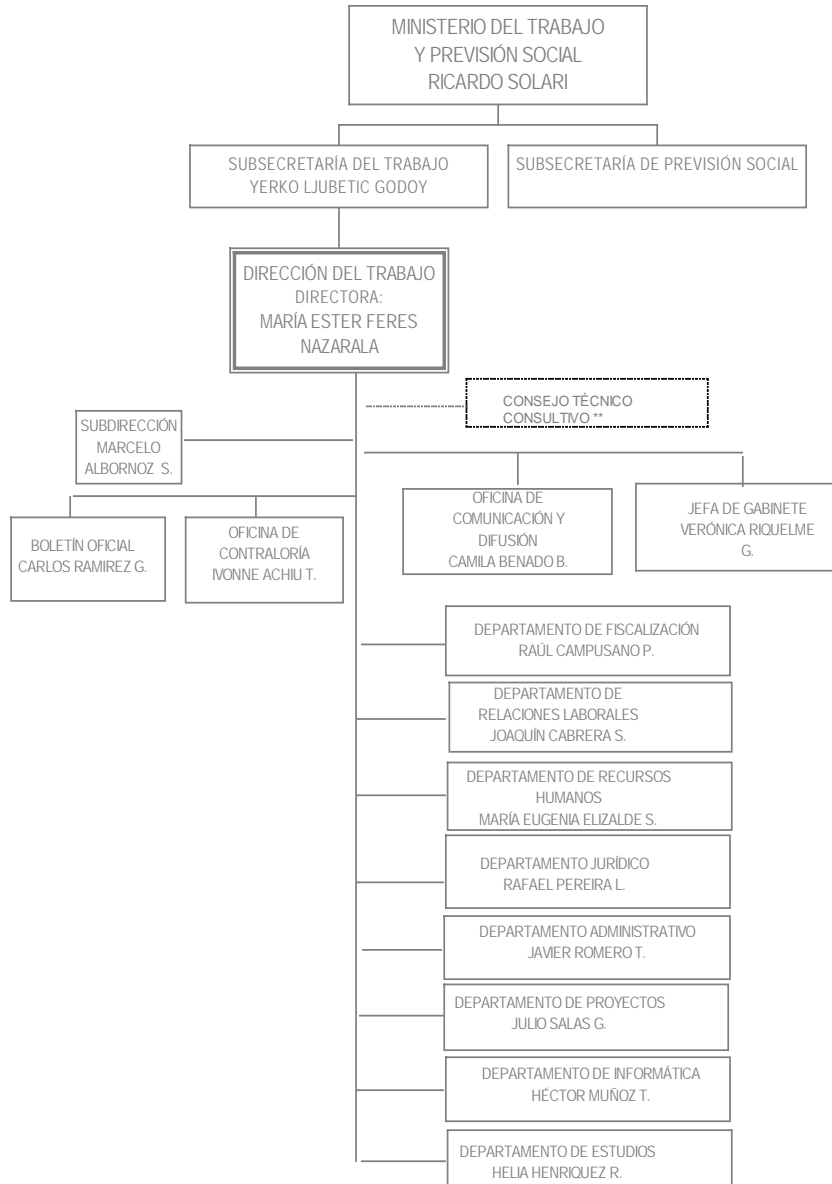 MINISTERIO DEL TRABAJO
Y PREVISIÓN SOCIAL
RICARDO SOLARI
SUBSECRETARÍA DEL TRABAJO
YERKO LJUBETIC GODOY
SUBSECRETARÍA DE PREVISIÓN SOCIAL
DIRECCIÓN DEL TRABAJO
DIRECTORA:
MARÍA ESTER FERES
NAZARALA
CONSEJO TÉCNICO
CONSULTIVO **
SUBDIRECCIÓN
MARCELO
ALBORNOZ S.
BOLETÍN OFICIAL
CARLOS RAMIREZ G.
OFICINA DE
CONTRALORÍA
IVONNE ACHIU T.
OFICINA DE
COMUNICACIÓN Y
DIFUSIÓN
CAMILA BENADO B.
JEFA DE GABINETE
VERÓNICA RIQUELME
G.
DEPARTAMENTO DE FISCALIZACIÓN
RAÚL CAMPUSANO P.
DEPARTAMENTO DE
RELACIONES LABORALES
JOAQUÍN CABRERA S.
DEPARTAMENTO DE RECURSOS
HUMANOS
MARÍA EUGENIA ELIZALDE S.
DEPARTAMENTO JURÍDICO
RAFAEL PEREIRA L.
DEPARTAMENTO ADMINISTRATIVO
JAVIER ROMERO T.
DEPARTAMENTO DE PROYECTOS
JULIO SALAS G.
DEPARTAMENTO DE INFORMÁTICA
HÉCTOR MUÑOZ T.
DEPARTAMENTO DE ESTUDIOS
HELIA HENRIQUEZ R.